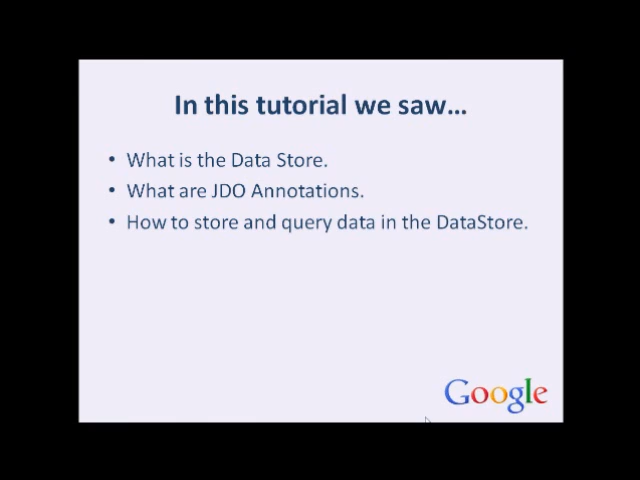 In this tutorial we saw...
• What is the Data Store.
• What are JDO Annotations.
• How to store and query data in the DataStore.
Google